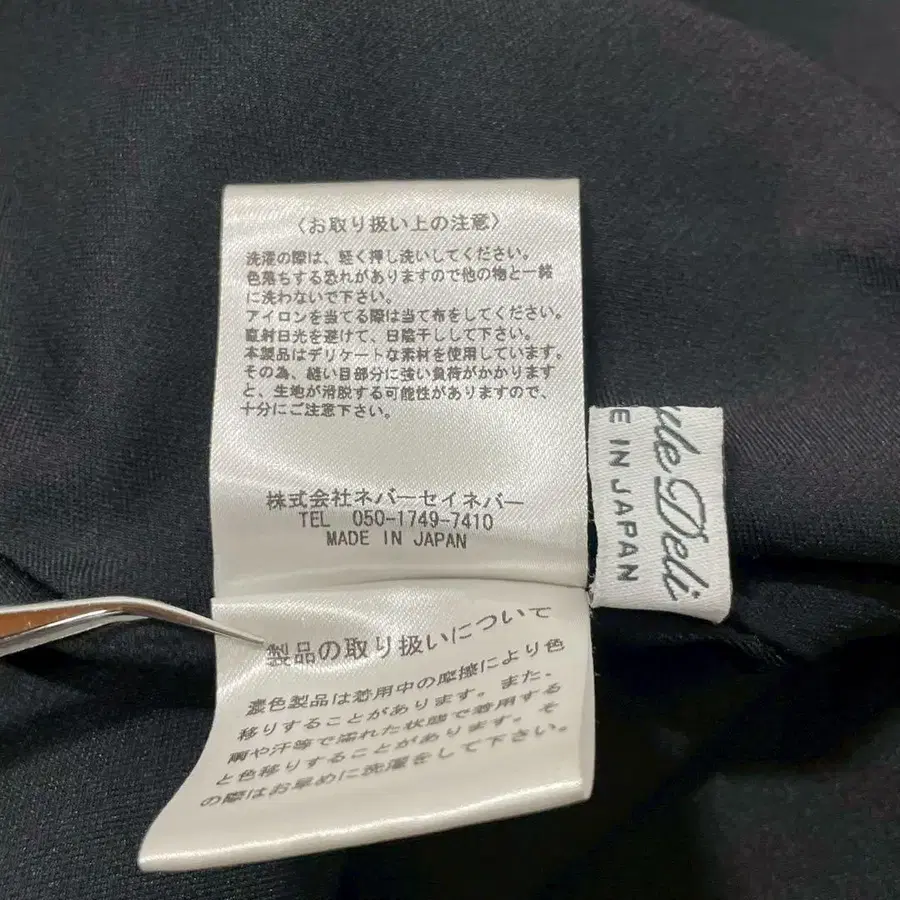 〈お取り扱い上の注意〉
洗濯の際は、軽く押し洗いしてください。
色落ちする恐れがありますので他の物と一緒
に洗わないで下さい。
アイロンを当てる際は当て布をしてください。
直射日光を避けて、日陰干しして下さい。
本製品はデリケートな素材を使用しています。
その為、縫い目部分に強い負荷がかかります
と、生地が滑脱する可能性がありますので、
十分にご注意下さい。
株式会社ネバーセイネバー
TEL 050-1749-7410
MADE IN JAPAN
製品の取り扱いについて
濃色製品は着用中の摩擦により色
移りすることがあります。また、
雨や汗等で濡れた状態で着用する
と色移りすることがあります。そ
の際はお早めに洗濯をして下さい。
ule Deli
E IN JAPAN